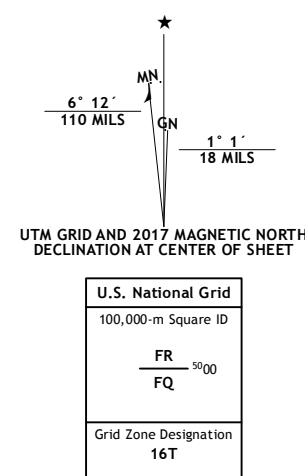 MN.
6° 12´
110 MILS
GN
1° 1´
18 MILS
UTM GRID AND 2017 MAGNETIC NORTH
DECLINATION AT CENTER OF SHEET
U.S. National Grid
100,000-m Square ID
FR
5000
FQ
Grid Zone Designation
16T